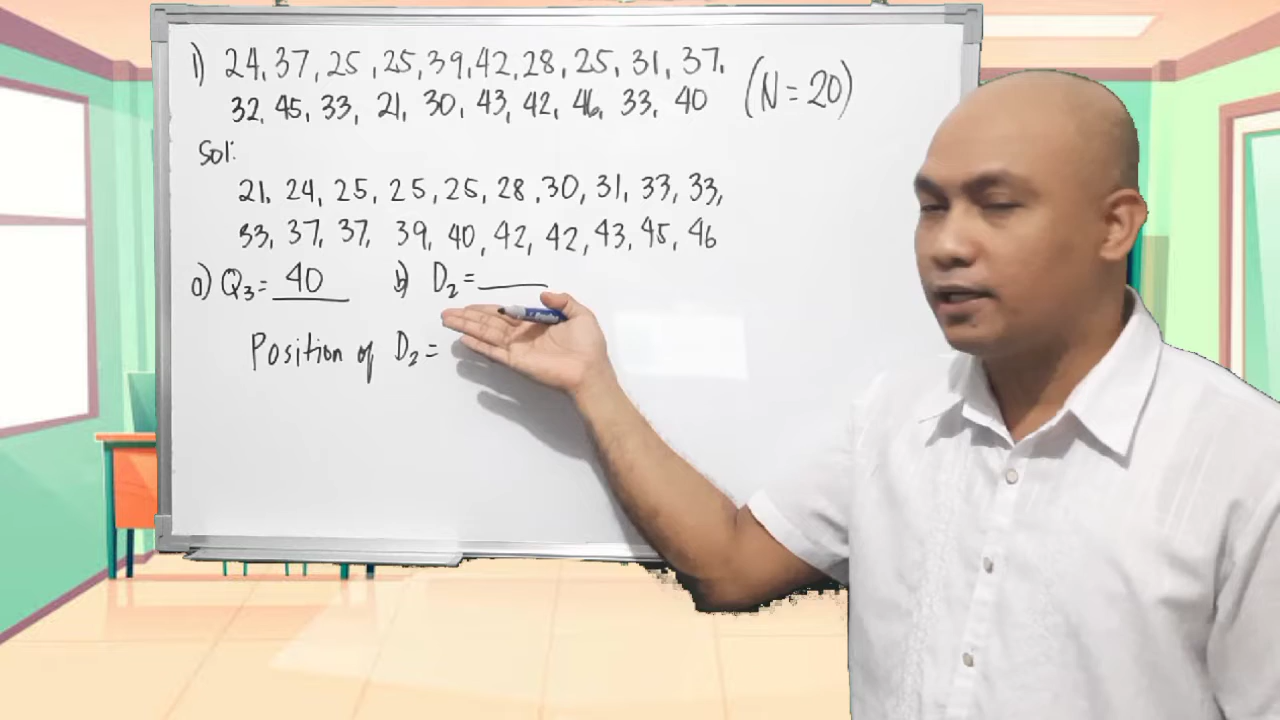 1) 24, 37, 25, 25, 39, 42, 28, 25, 31, 37,
32, 45, 33, 21, 30, 43, 42, 46, 33, 40 (N = 20)
Sol:
21, 24, 25, 25, 25, 28, 30, 31, 33, 33,
33, 37, 37, 39, 40, 42, 42, 43, 45, 46
a) Q3 = 40 b) D2 = ____
Position of D2 =